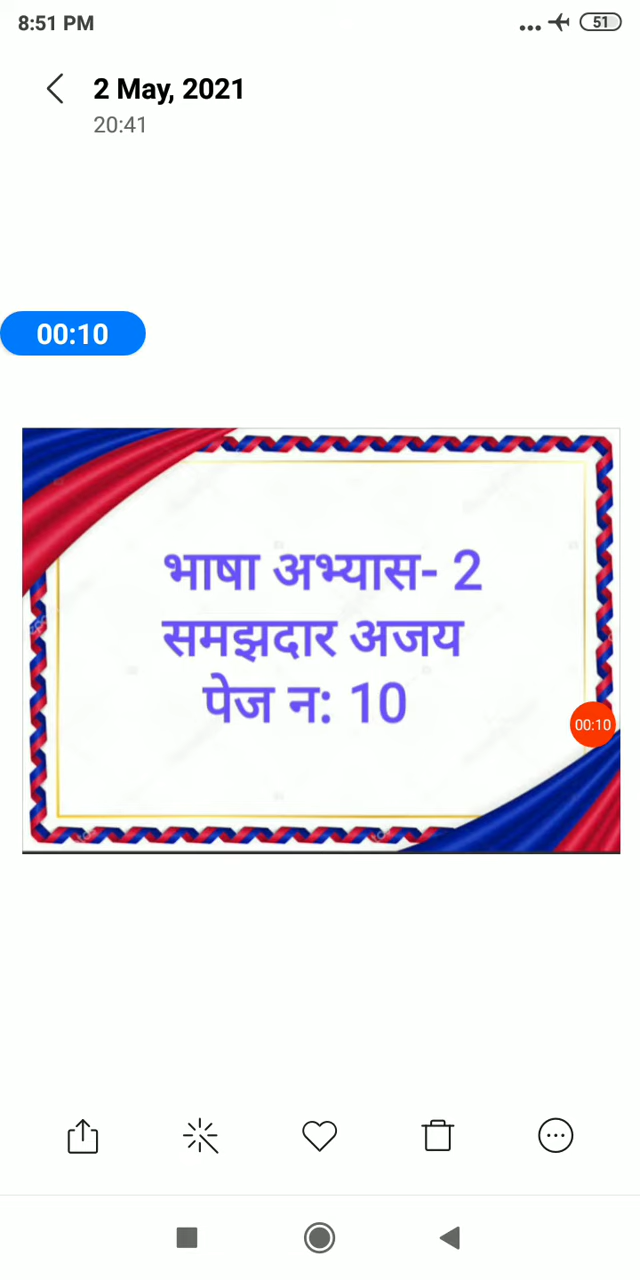 8:51 PM
51
2 May, 2021
20:41
00:10
भाषा अभ्यास- 2
समझदार अजय
पेज न: 10
00:10